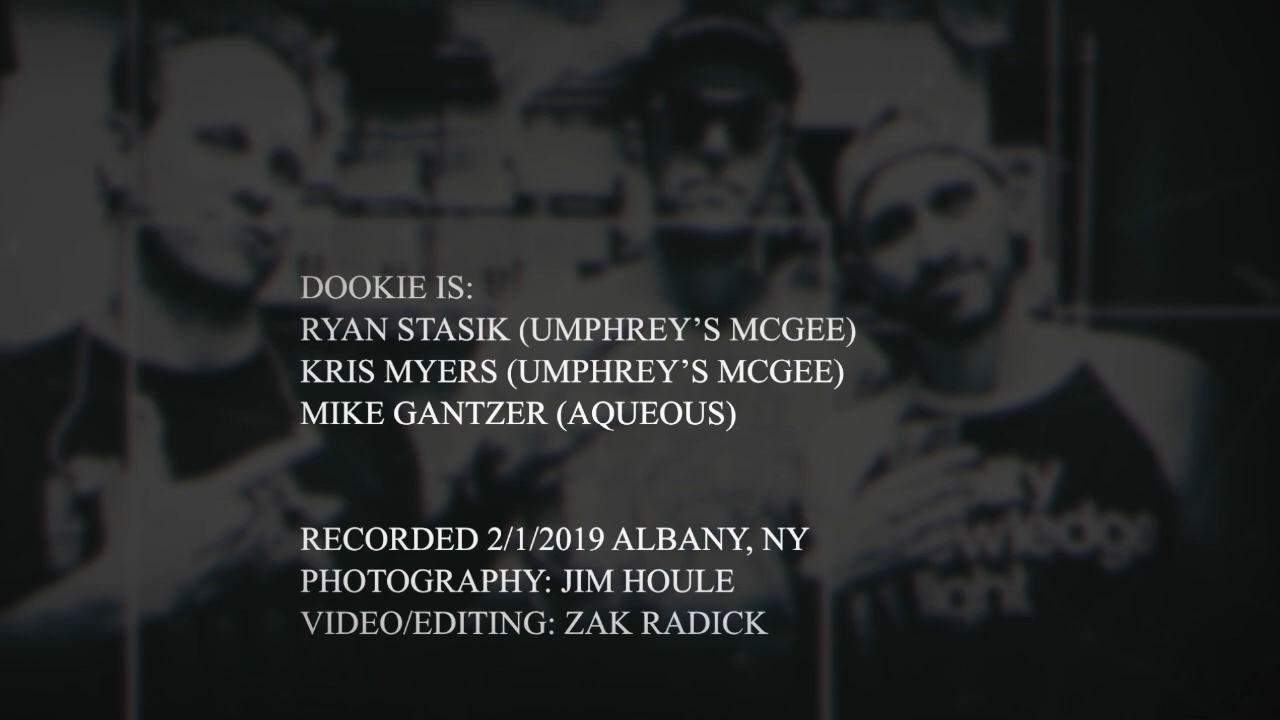 DOOKIE IS:
RYAN STASIK (UMPHREY’S MCGEE)
KRIS MYERS (UMPHREY’S MCGEE)
MIKE GANTZER (AQUEOUS)
RECORDED 2/1/2019 ALBANY, NY
PHOTOGRAPHY: JIM HOULE
VIDEO/EDITING: ZAK RADICK
light